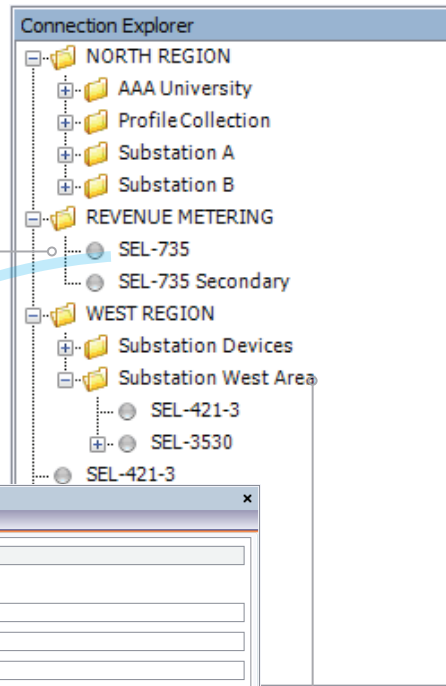 Connection Explorer
NORTH REGION
AAA University
ProfileCollection
Substation A
Substation B
REVENUE METERING
SEL-735
SEL-735 Secondary
WEST REGION
Substation Devices
Substation West Area
SEL-421-3
SEL-3530
SEL-421-3